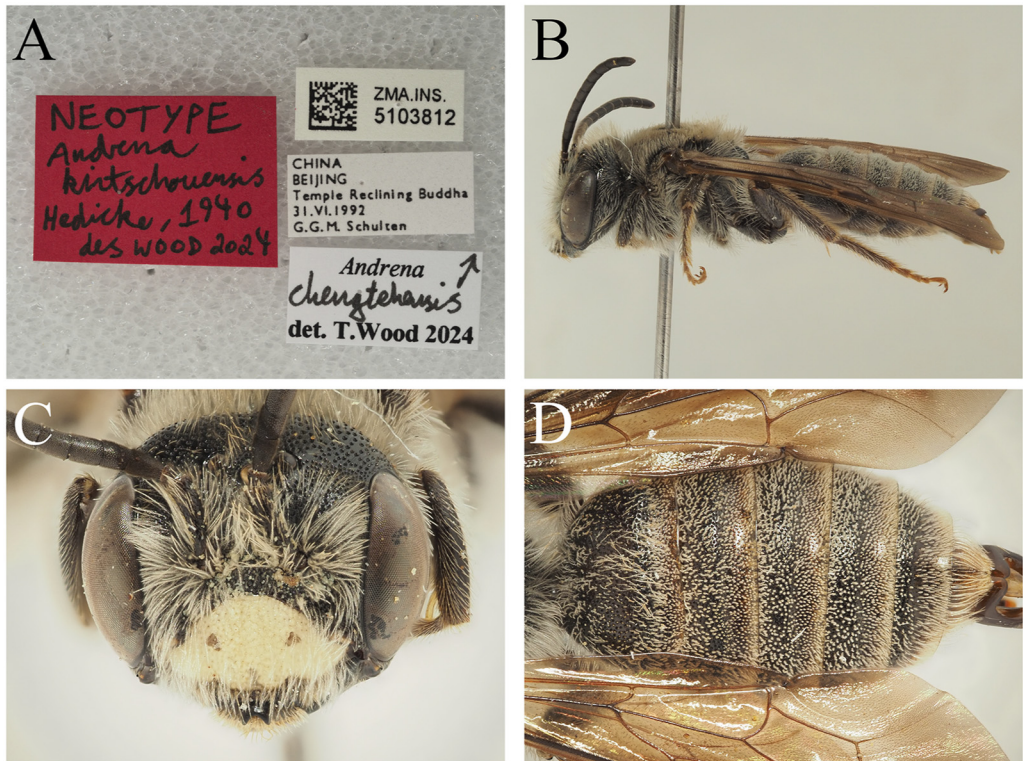 A
NEOTYPE
Andrena
kintschouensis
Hedicke, 1940
des WOOD 2024
ZMA.INS.
5103812
CHINA
BEIJING
Temple Reclining Buddha
31.VI.1992
G.G.M. Schulten
Andrena
chengtehensis
det. T.Wood 2024
B
C
D